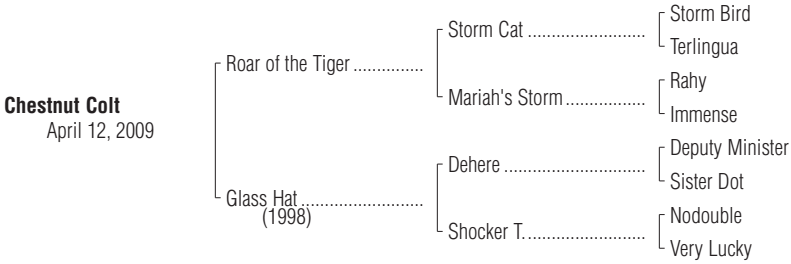 Storm Bird
Storm Cat ........................
Terlingua
Roar of the Tiger ..............
Rahy
Mariah's Storm ................
Immense
Chestnut Colt
April 12, 2009
Deputy Minister
Dehere ............................
Sister Dot
Glass Hat ........................
(1998)
Nodouble
Shocker T. .......................
Very Lucky